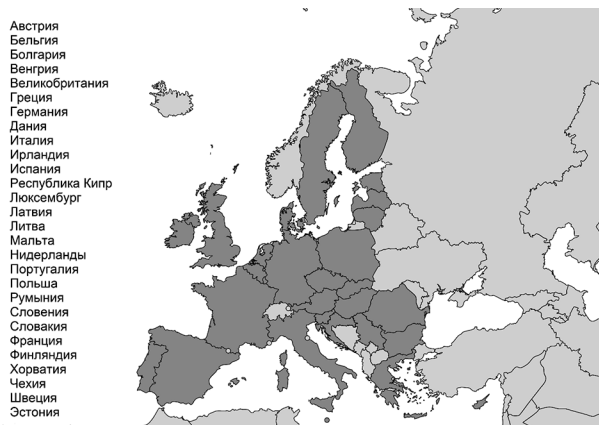 Австрия
Бельгия
Болгария
Венгрия
Великобритания
Греция
Германия
Дания
Италия
Ирландия
Испания
Республика Кипр
Люксембург
Латвия
Литва
Мальта
Нидерланды
Португалия
Польша
Румыния
Словения
Словакия
Франция
Финляндия
Хорватия
Чехия
Швеция
Эстония